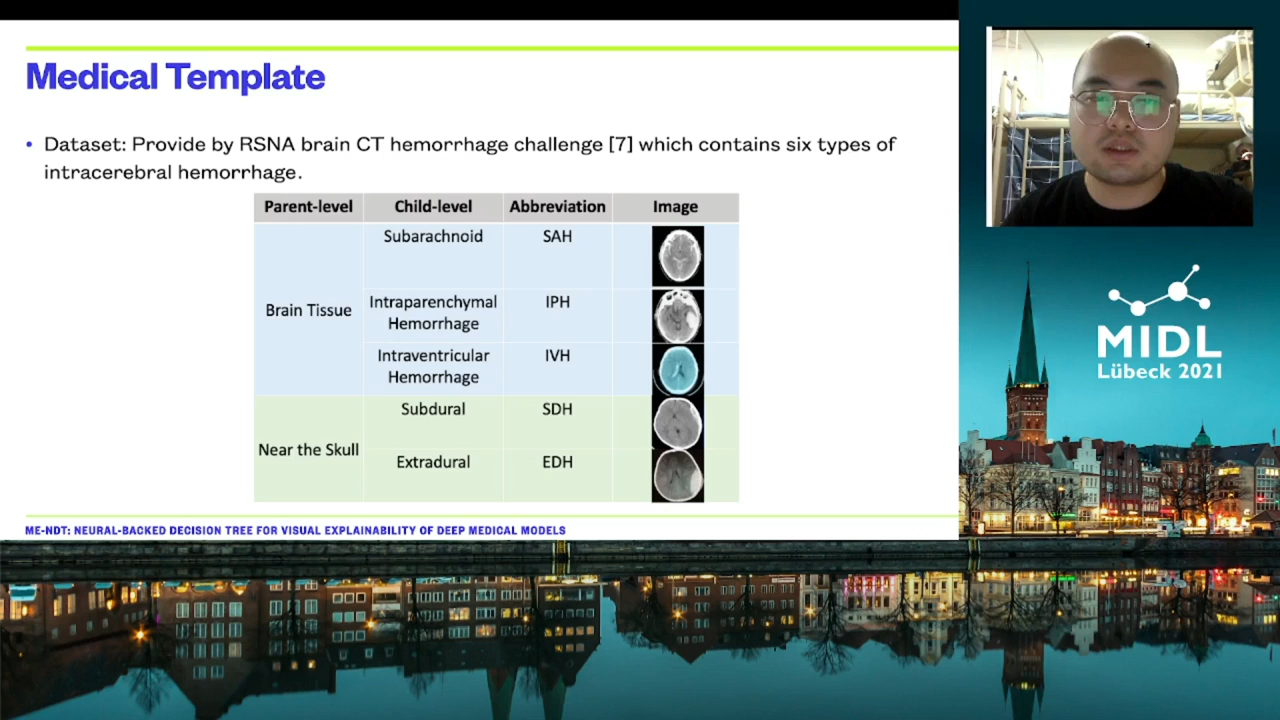 Medical Template
• Dataset: Provide by RSNA brain CT hemorrhage challenge [7] which contains six types of
intracerebral hemorrhage.
Parent-level Child-level Abbreviation Image
Subarachnoid SAH
Brain Tissue
Intraparenchymal
Hemorrhage
IPH
Intraventricular
Hemorrhage
IVH
Subdural SDH
Near the Skull
Extradural EDH
ME-NDT: NEURAL-BACKED DECISION TREE FOR VISUAL EXPLAINABILITY OF DEEP MEDICAL MODELS
MIDL
Lübeck 2021